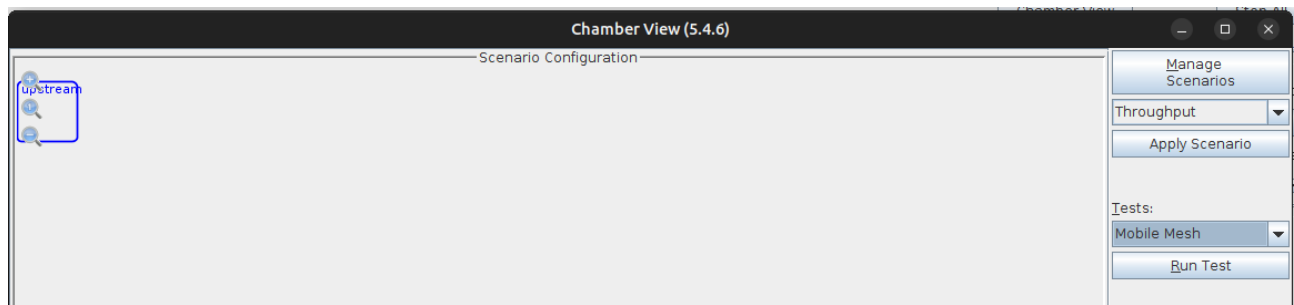 Chamber View (5.4.6)
Scenario Configuration
upstream
Manage
Scenarios
Throughput
Apply Scenario
Tests:
Mobile Mesh
Run Test